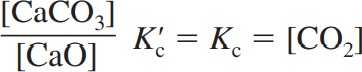 [CaCO₃]
[CaO]
K′c = Kc = [CO₂]